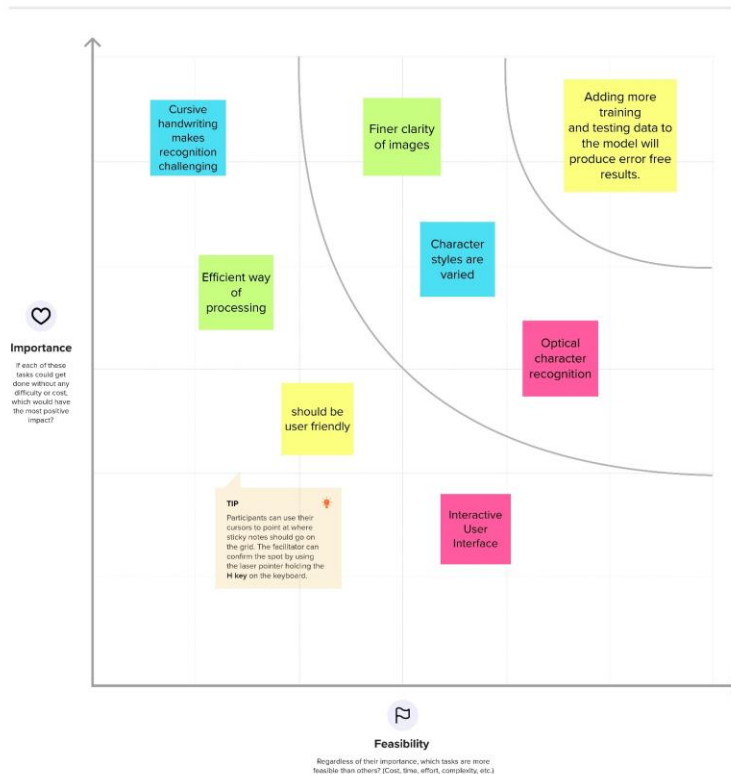 Cursive
handwriting
makes
recognition
challenging
Finer clarity
of images
Adding more
training
and testing data to
the model will
produce error free
results.
Character
styles are
varied
Efficient way
of
processing
Optical
character
recognition
Importance
If each of these
tasks could get
done without any
difficulty or cost,
which would have
the most positive
impact?
should be
user friendly
TIP
Participants can use their
cursors to point at where
sticky notes should go on
the grid. The facilitator can
confirm the spot by using
the laser pointer holding the
H key on the keyboard.
Interactive
User
Interface
Feasibility
Regardless of their importance, which tasks are more
feasible than others? (Cost, time, effort, complexity, etc.)